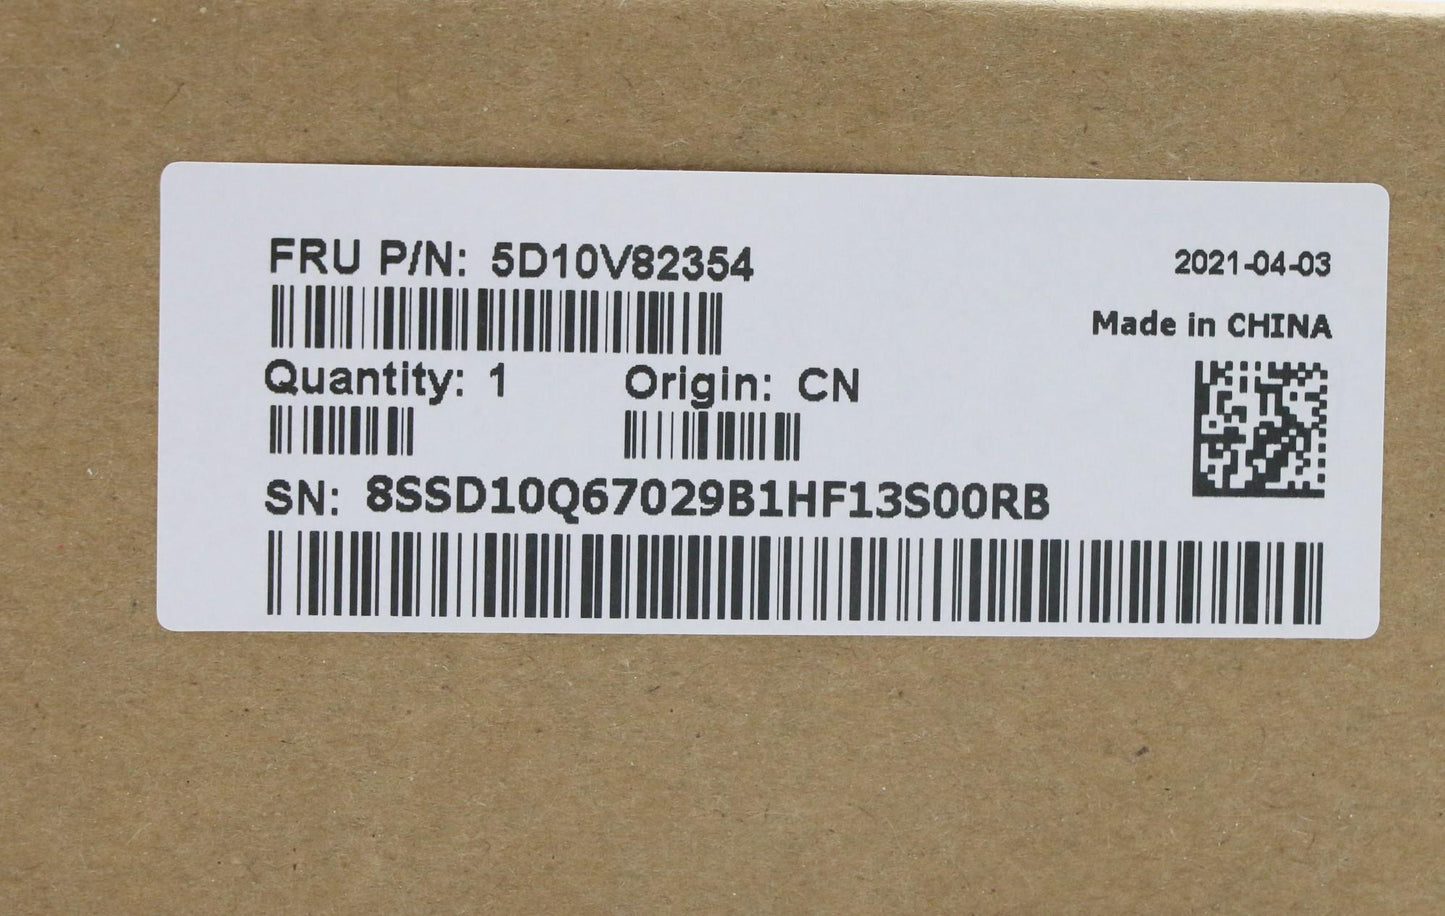 FRU P/N: 5D10V82354
2021-04-03
Made in CHINA
Quantity: 1
Origin: CN
SN: 8SSD10Q67029B1HF13S00RB